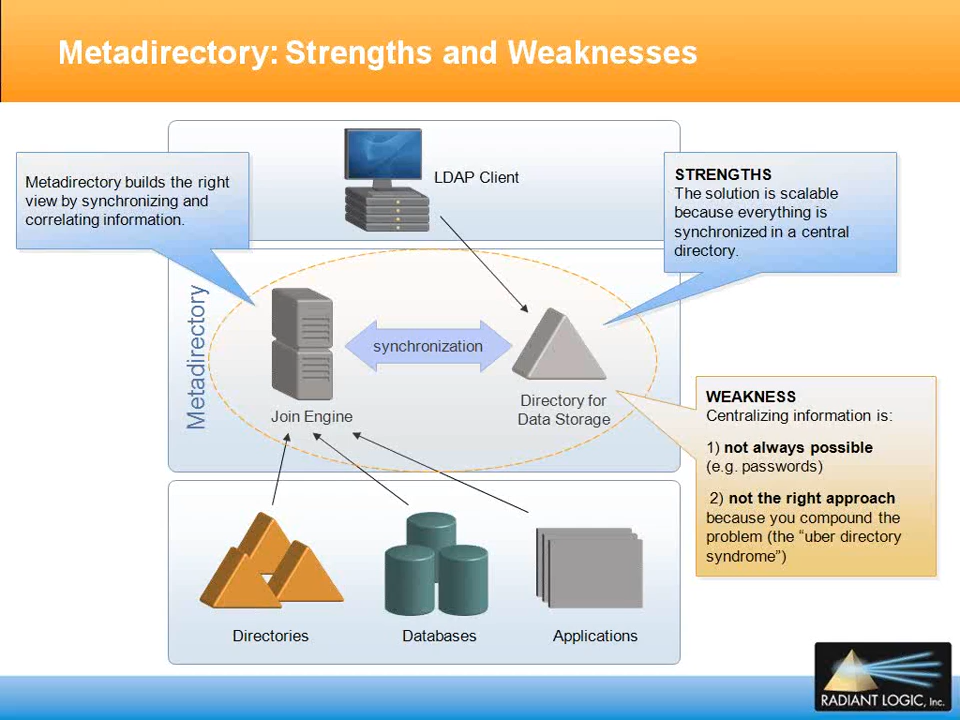 Metadirectory: Strengths and Weaknesses
LDAP Client
Metadirectory builds the right
view by synchronizing and
correlating information.
STRENGTHS
The solution is scalable
because everything is
synchronized in a central
directory.
Metadirectory
synchronization
Join Engine
Directory for
Data Storage
WEAKNESS
Centralizing information is:
1) not always possible
(e.g. passwords)
2) not the right approach
because you compound the
problem (the “uber directory
syndrome”)
Directories
Databases
Applications
RADIANT LOGIC, Inc.